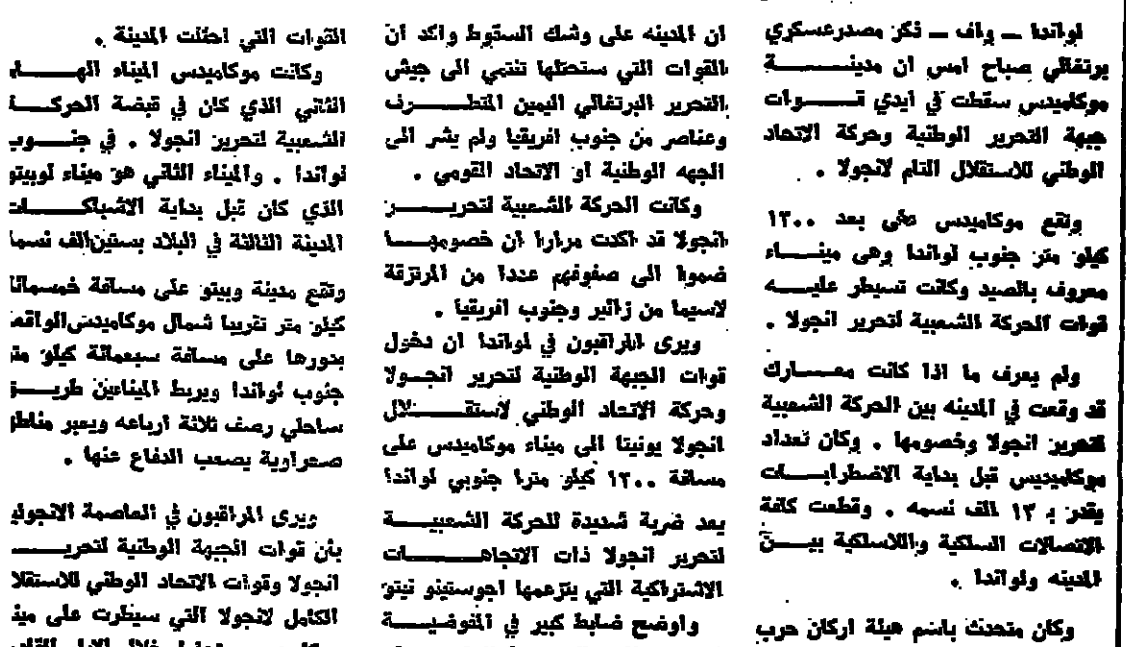 لواندا ــ واف ــ ذكر مصدر عسكري
برتغالي صباح امس ان مدينـــــة
موكاميدس سقطت في ايدي قـــوات
جبهة التحرير الوطنية وحركة الاتحاد
الوطني للاستقلال التام لانجولا .
وتقع موكاميدس على بعد ١٣٠٠
كيلو متر جنوب لواندا وهى مينـــاء
معروف بالصيد وكانت تسيطر عليـــه
قوات الحركة الشعبية لتحرير انجولا .
ولم يعرف ما اذا كانت معـــارك
قد وقعت في المدينه بين الحركة الشعبية
لتحرير انجولا وخصومها . وكان تعداد
موكاميديس قبل بداية الاضطرابـــات
يقدر بـ ١٣ الف نسمه . وقطعت كافة
الاتصالات السلكية واللاسلكية بيـــن
المدينه ولواندا .
وكان متحدث باسم هيئة اركان حرب
ان المدينه على وشك السقوط واكد ان
القوات التي ستحتلها تنتمي الى جيش
التحرير البرتغالي اليمين المتطـــرف
وعناصر من جنوب افريقيا ولم يشر الى
الجهه الوطنية او الاتحاد القومي .
وكانت الحركة الشعبية لتحريـــر
انجولا قد اكدت مرارا ان خصومهـــا
ضموا الى صفوفهم عددا من المرتزقة
لاسيما من زائير وجنوب افريقيا .
ويرى المراقبون في لواندا ان دخول
قوات الجبهة الوطنية لتحرير انجـــولا
وحركة الاتحاد الوطني لاستقـــلال
انجولا يونيتا الى ميناء موكاميدس على
مسافة ١٣٠٠ كيلو مترا جنوبي لواندا
يعد ضربة شديدة للحركة الشعبيـــة
لتحرير انجولا ذات الاتجاهـــات
الاشتراكية التي يتزعمها اجوستينو نيتو
واوضح ضابط كبير في المفوضيـــة
القوات التي احتلت المدينة .
وكانت موكاميدس الميناء الهـــام
الثاني الذي كان في قبضة الحركـــة
الشعبية لتحرير انجولا . في جنـــوب
لواندا . والميناء الثاني هو ميناء لوبيتو
الذي كان قبل بداية الاشباكـــات
المدينة الثالثة في البلاد بستين الف نسمة
وتقع مدينة وبيتو على مسافة خمسمائة
كيلو متر تقريبا شمال موكاميدس الواقعة
بدورها على مسافة سبعمائة كيلو متر
جنوب لواندا ويربط الميناءين طريـــق
ساحلي رصف ثلاثة ارباعه ويعبر مناطق
صحراوية يصعب الدفاع عنها .
ويرى المراقبون في العاصمة الانجولية
بأن قوات الجبهة الوطنية لتحريـــر
انجولا وقوات الاتحاد الوطني للاستقلال
الكامل لانجولا التي سيطرت على ميناء